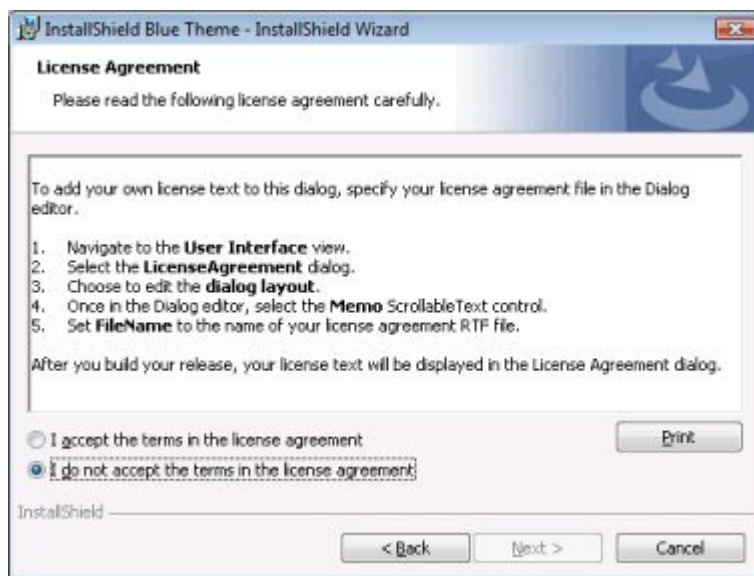 InstallShield Blue Theme - InstallShield Wizard
License Agreement
Please read the following license agreement carefully.
To add your own license text to this dialog, specify your license agreement file in the Dialog
editor.
1. Navigate to the User Interface view.
2. Select the LicenseAgreement dialog.
3. Choose to edit the dialog layout.
4. Once in the Dialog editor, select the Memo ScrollableText control.
5. Set FileName to the name of your license agreement RTF file.
After you build your release, your license text will be displayed in the License Agreement dialog.
I accept the terms in the license agreement
Print
I do not accept the terms in the license agreement
InstallShield
< Back
Next >
Cancel